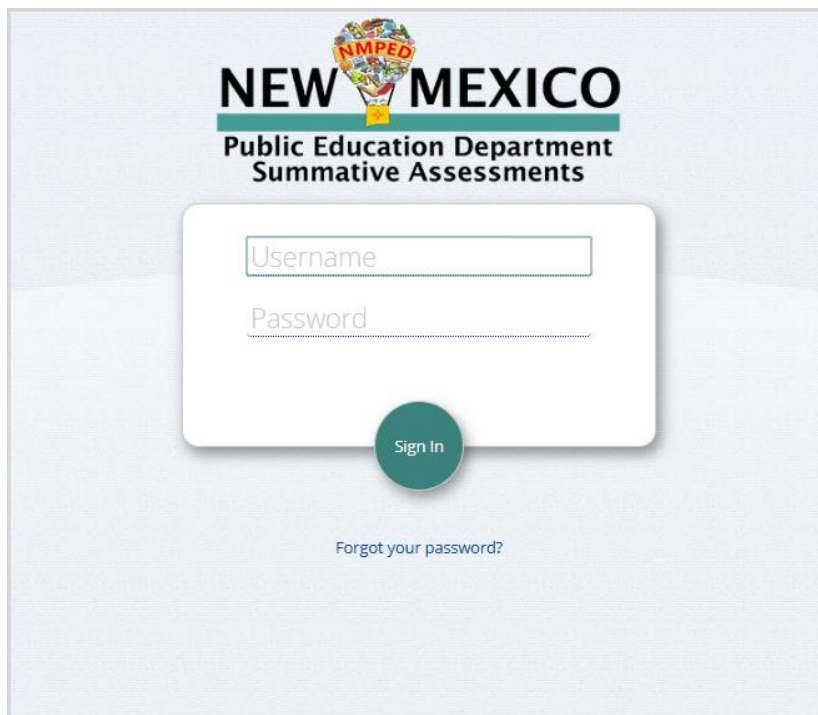 NMPED
NEW MEXICO
Public Education Department
Summative Assessments
Username
Password
Sign In
Forgot your password?